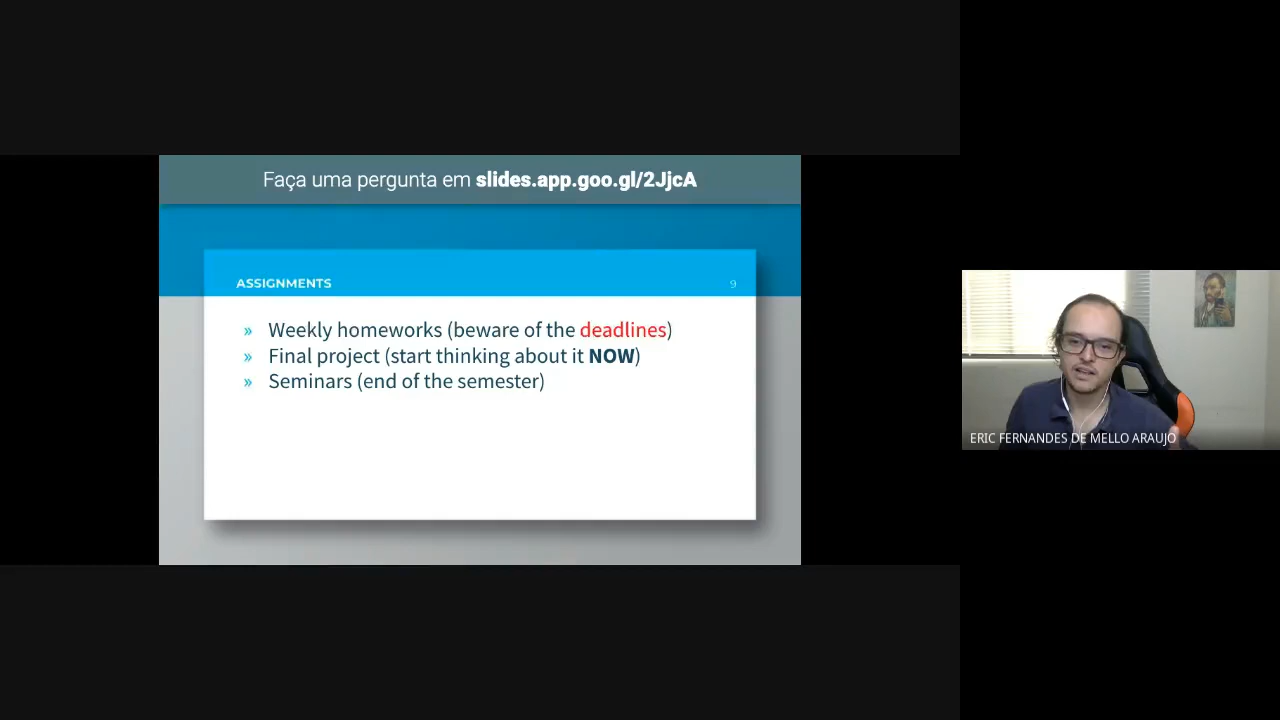 Faça uma pergunta em slides.app.goo.gl/2JjcA
ASSIGNMENTS 9
» Weekly homeworks (beware of the deadlines)
» Final project (start thinking about it NOW)
» Seminars (end of the semester)
ERIC FERNANDES DE MELLO ARAUJO